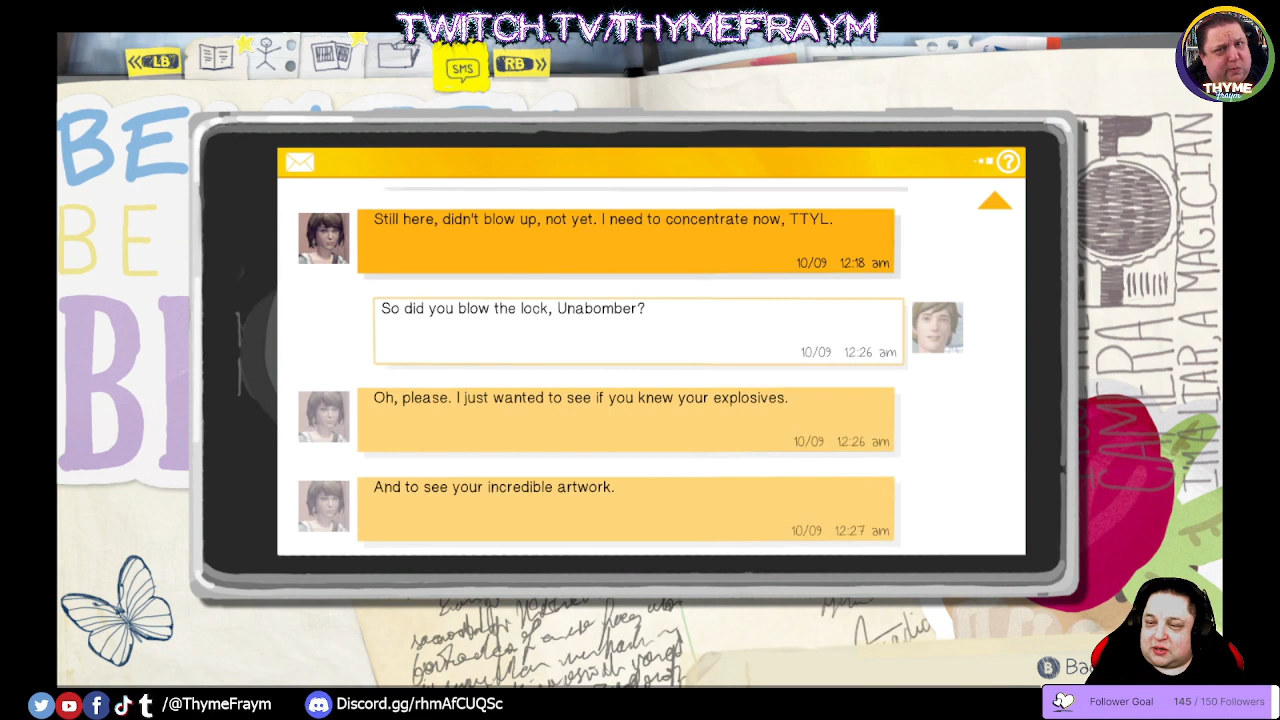 TWITCH.TV/THYMEFRAYM
LB
SMS
RB
THYME
fraym
BE
BE
?
Still here, didn't blow up, not yet. I need to concentrate now, TTYL.
10/09 12:18 am
So did you blow the lock, Unabomber?
10/09 12:26 am
Oh, please. I just wanted to see if you knew your explosives.
10/09 12:26 am
And to see your incredible artwork.
10/09 12:27 am
CAMERA
A MAGICIAN
B
/@ThymeFraym
Discord.gg/rhmAfCUQSc
Follower Goal 145 / 150 Followers